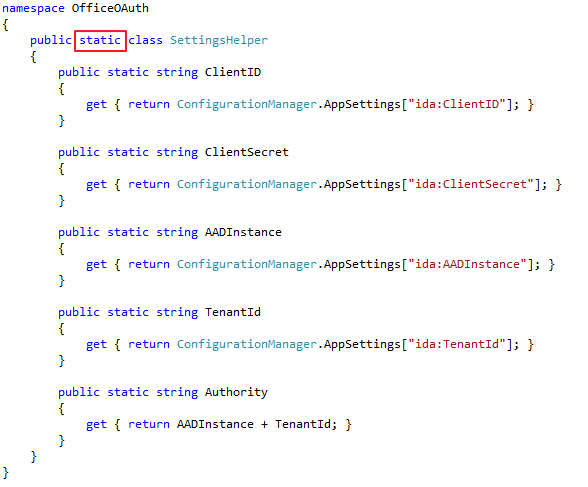 namespace OfficeOAuth
{
    public static class SettingsHelper
    {
        public static string ClientID
        {
            get { return ConfigurationManager.AppSettings["ida:ClientID"]; }
        }

        public static string ClientSecret
        {
            get { return ConfigurationManager.AppSettings["ida:ClientSecret"]; }
        }

        public static string AADInstance
        {
            get { return ConfigurationManager.AppSettings["ida:AADInstance"]; }
        }

        public static string TenantId
        {
            get { return ConfigurationManager.AppSettings["ida:TenantId"]; }
        }

        public static string Authority
        {
            get { return AADInstance + TenantId; }
        }
    }
}